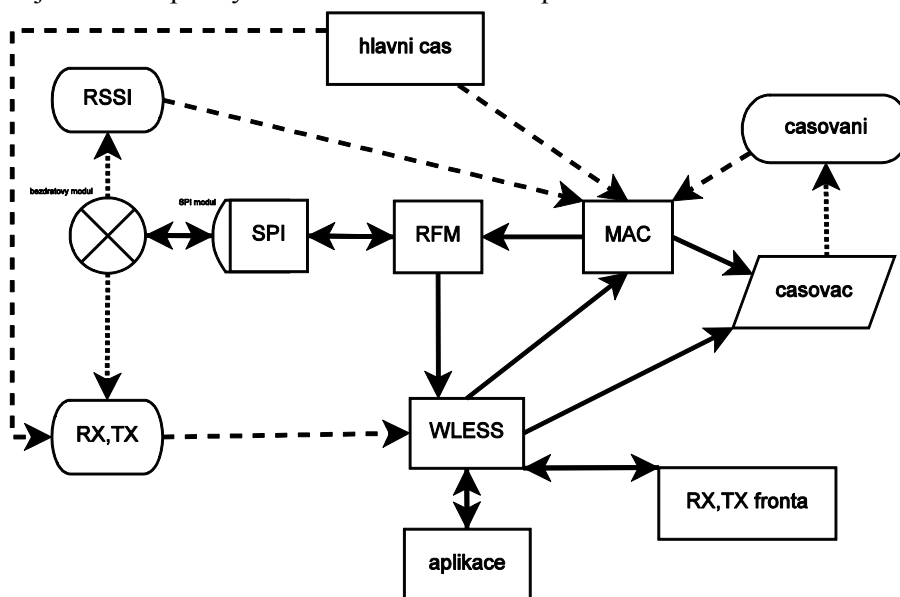 hlavni cas
RSSI
casovani
bezdratovy modul
SPI modul
SPI
RFM
MAC
casovac
RX,TX
WLESS
RX,TX fronta
aplikace